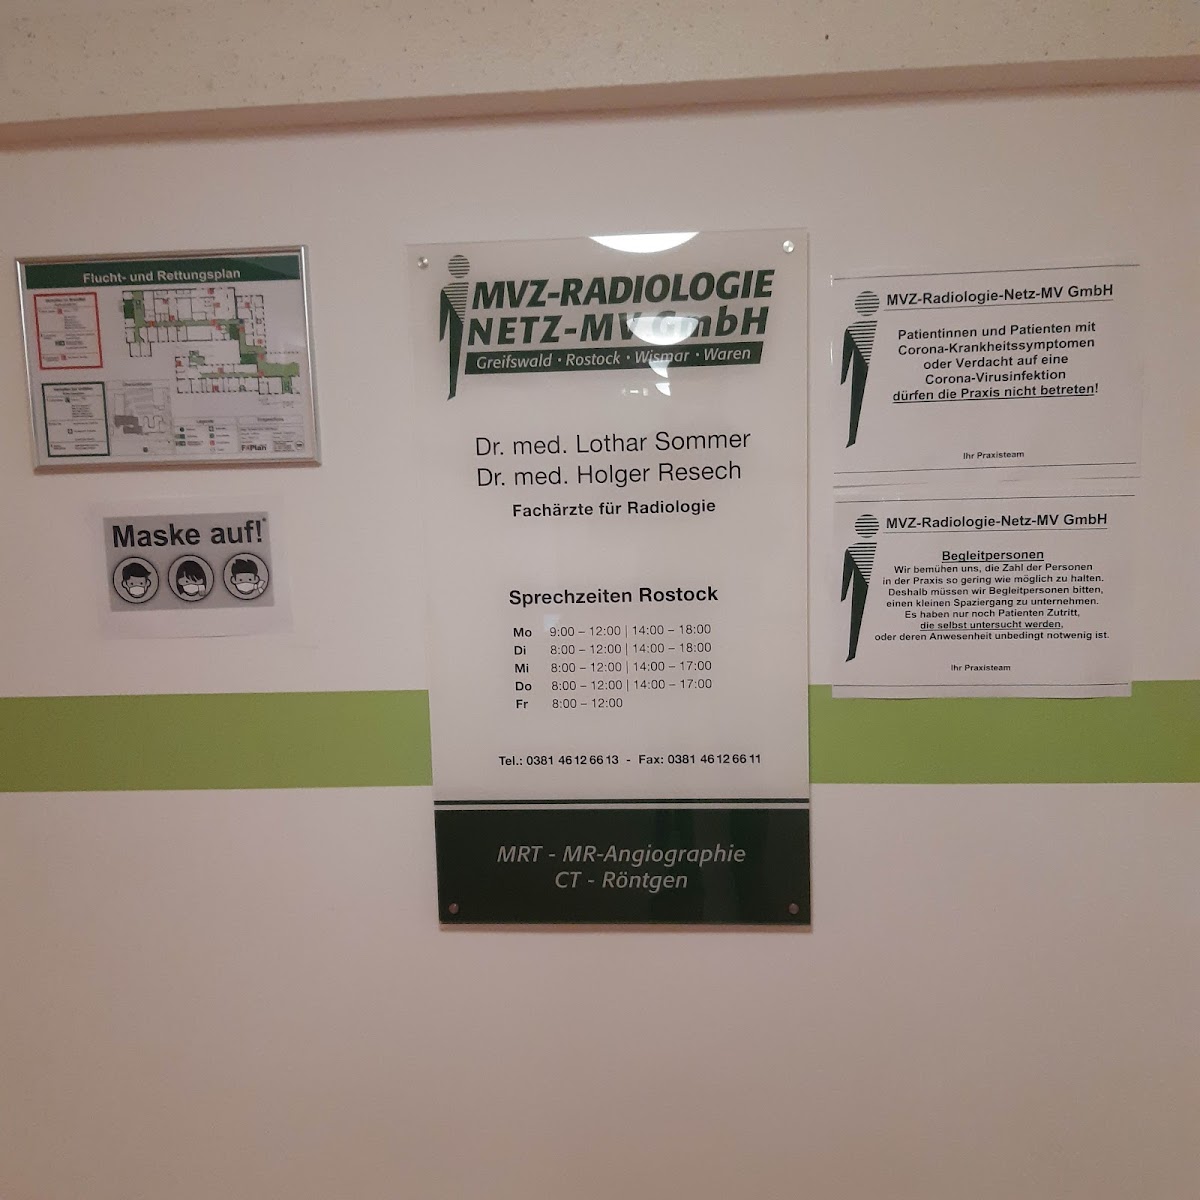 Flucht- und Rettungsplan
Maske auf!
MVZ-RADIOLOGIE
NETZ-MV GmbH
Greifswald · Rostock · Wismar · Waren
Dr. med. Lothar Sommer
Dr. med. Holger Resech
Fachärzte für Radiologie
Sprechzeiten Rostock
Mo 9:00 – 12:00 | 14:00 – 18:00
Di 8:00 – 12:00 | 14:00 – 18:00
Mi 8:00 – 12:00 | 14:00 – 17:00
Do 8:00 – 12:00 | 14:00 – 17:00
Fr 8:00 – 12:00
Tel.: 0381 46 12 66 13 - Fax: 0381 46 12 66 11
MRT - MR-Angiographie
CT - Röntgen
MVZ-Radiologie-Netz-MV GmbH
Patientinnen und Patienten mit
Corona-Krankheitssymptomen
oder Verdacht auf eine
Corona-Virusinfektion
dürfen die Praxis nicht betreten!
Ihr Praxisteam
MVZ-Radiologie-Netz-MV GmbH
Begleitpersonen
Wir bemühen uns, die Zahl der Personen
in der Praxis so gering wie möglich zu halten.
Deshalb müssen wir Begleitpersonen bitten,
einen kleinen Spaziergang zu unternehmen.
Es haben nur noch Patienten Zutritt,
die selbst untersucht werden,
oder deren Anwesenheit unbedingt notwenig ist.
Ihr Praxisteam